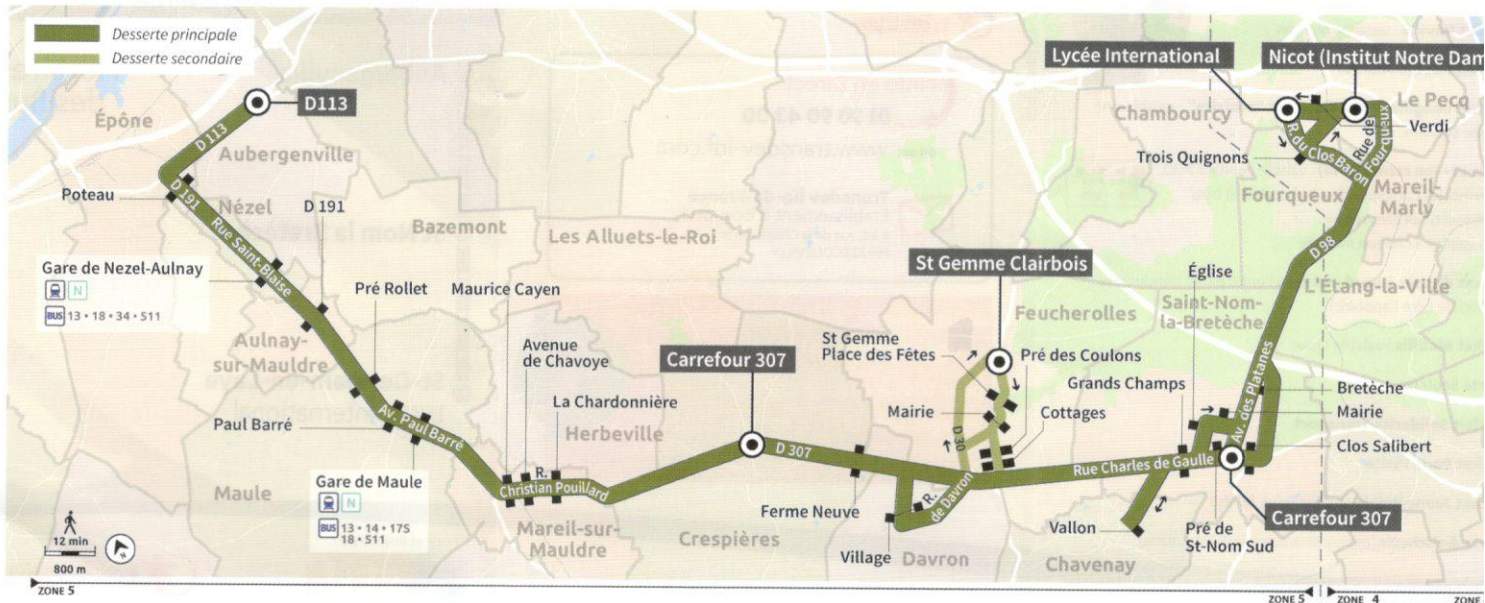 Desserte principale
Desserte secondaire
D113
Épône
D 113
Aubergenville
Poteau
D 191
Nézel
D 191
Rue Saint-Blaise
Bazemont
Les Alluets-le-Roi
Gare de Nezel-Aulnay
N
BUS 13 • 18 • 34 • 511
Pré Rollet
Maurice Cayen
Aulnay-
sur-Mauldre
Avenue
de Chavoye
Paul Barré
Av. Paul Barré
La Chardonnière
Carrefour 307
Herbeville
Maule
Gare de Maule
N
BUS 13 • 14 • 175
18 • 511
R.
Christian Pouillard
Mareil-sur-
Mauldre
Crespières
D 307
Ferme Neuve
Village
R.
de Davron
Davron
St Gemme Clairbois
St Gemme
Place des Fêtes
Mairie
D 30
Feucherolles
Pré des Coulons
Grands Champs
Cottages
Rue Charles de Gaulle
Vallon
Chavenay
Église
Saint-Nom-
la-Bretèche
Av. des Platanes
Bretèche
Mairie
Clos Salibert
Pré de
St-Nom Sud
Carrefour 307
Lycée International
Nicot (Institut Notre Dam
Chambourcy
Le Pecq
Verdi
Trois Quignons
R. du Clos Baron
Rue de
Fourqueux
Fourqueux
Mareil-
Marly
D 98
L'Étang-la-Ville
12 min
800 m
ZONE 5
ZONE 5
ZONE 4
ZONE